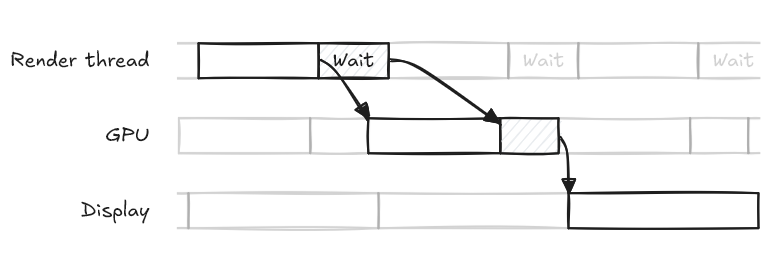 Render thread Wait Wait Wait
GPU
Display